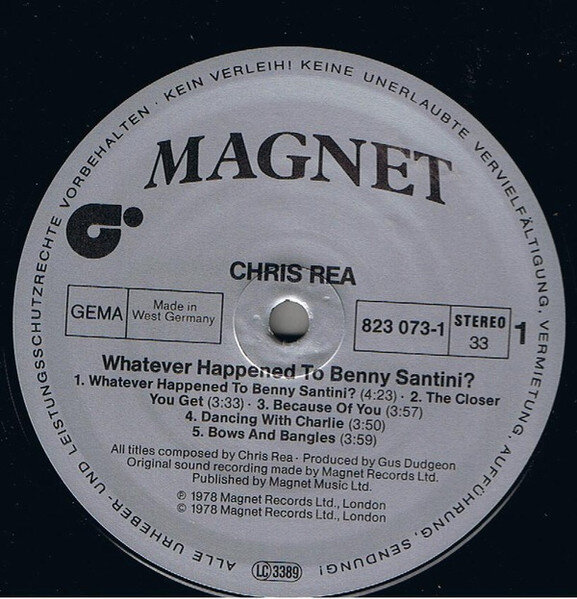 ALLE URHEBER- UND LEISTUNGSSCHUTZRECHTE VORBEHALTEN · KEIN VERLEIH! KEINE UNERLAUBTE VERVIELFÄLTIGUNG, VERMIETUNG, AUFFÜHRUNG, SENDUNG!
MAGNET
CHRIS REA
GEMA
Made in
West Germany
823 073-1
STEREO
33
1
Whatever Happened To Benny Santini?
1. Whatever Happened To Benny Santini? (4:23) · 2. The Closer
You Get (3:33) · 3. Because Of You (3:57)
4. Dancing With Charlie (3:50)
5. Bows And Bangles (3:59)
All titles composed by Chris Rea · Produced by Gus Dudgeon
Original sound recording made by Magnet Records Ltd.
Published by Magnet Music Ltd.
℗ 1978 Magnet Records Ltd., London
© 1978 Magnet Records Ltd., London
LC 3389